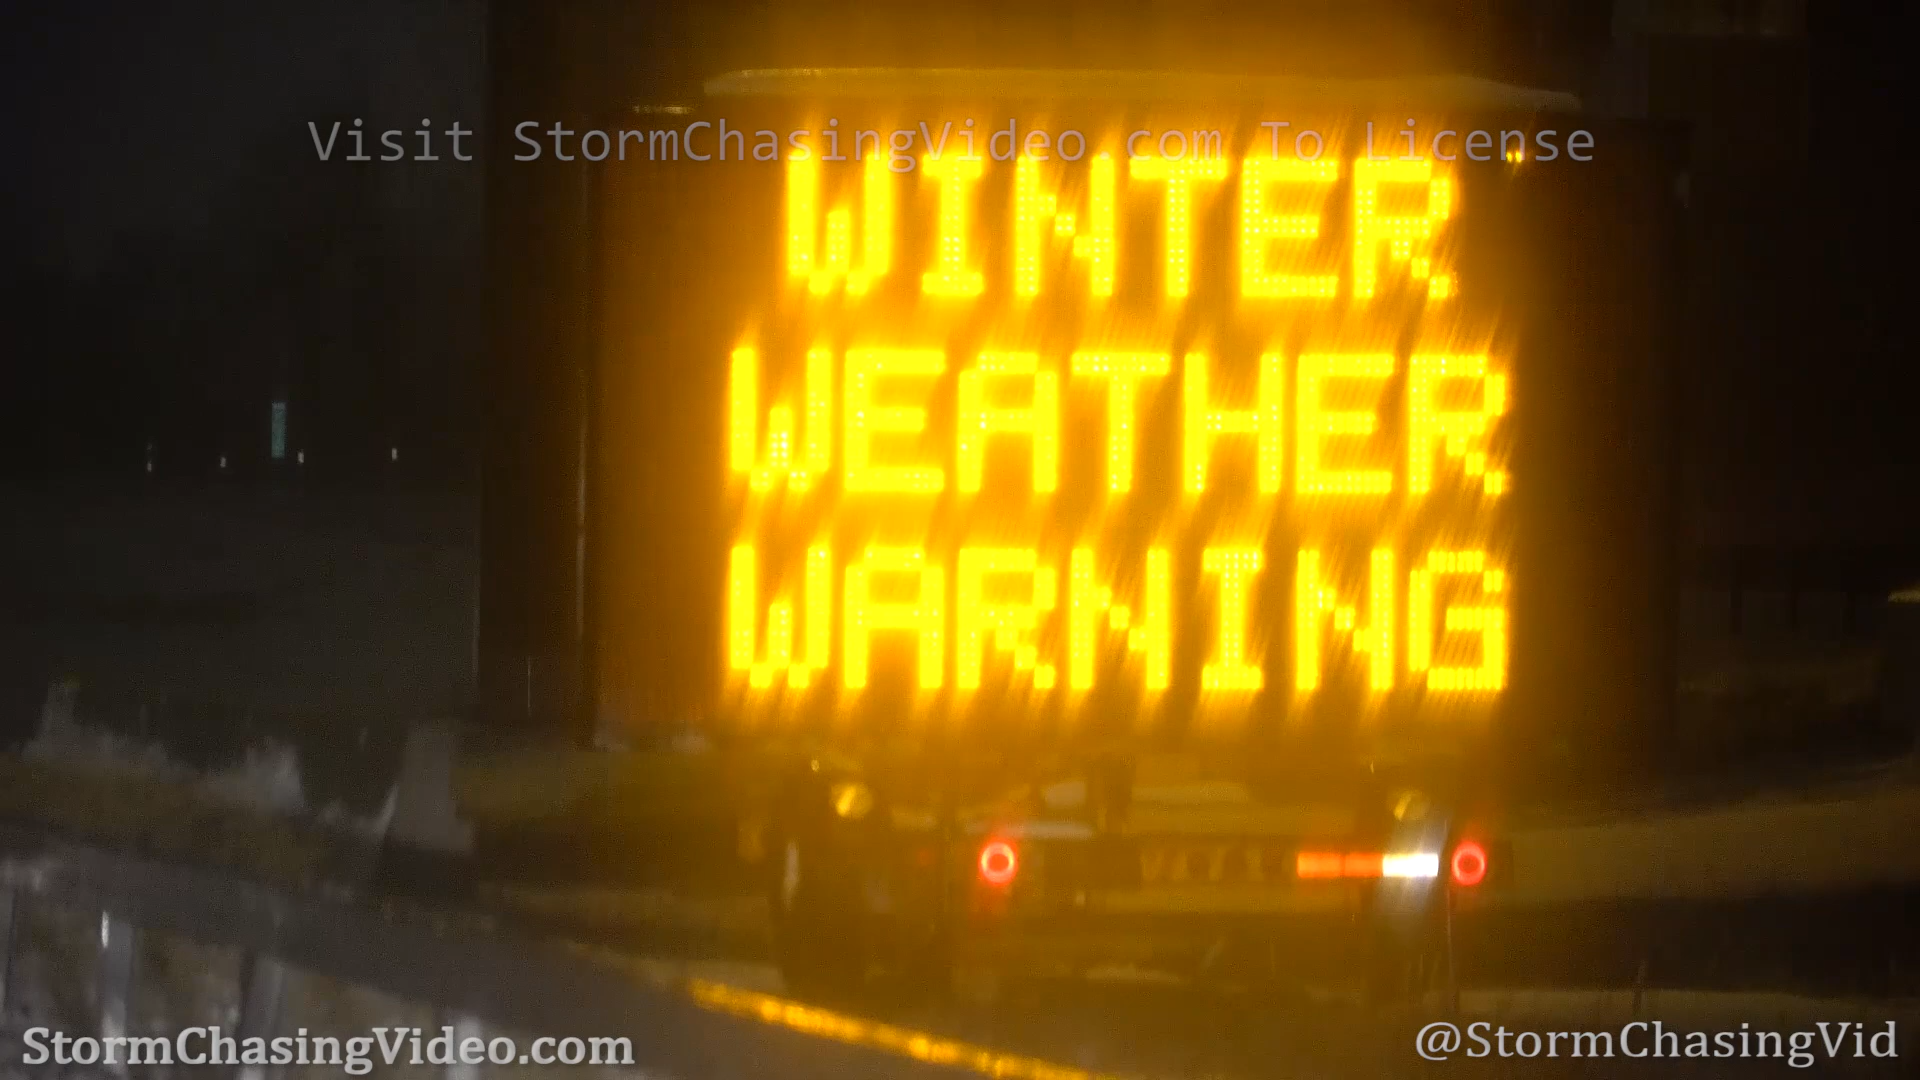 Visit StormChasingVideo.com To License
WINTER
WEATHER
WARNING
StormChasingVideo.com
@StormChasingVid